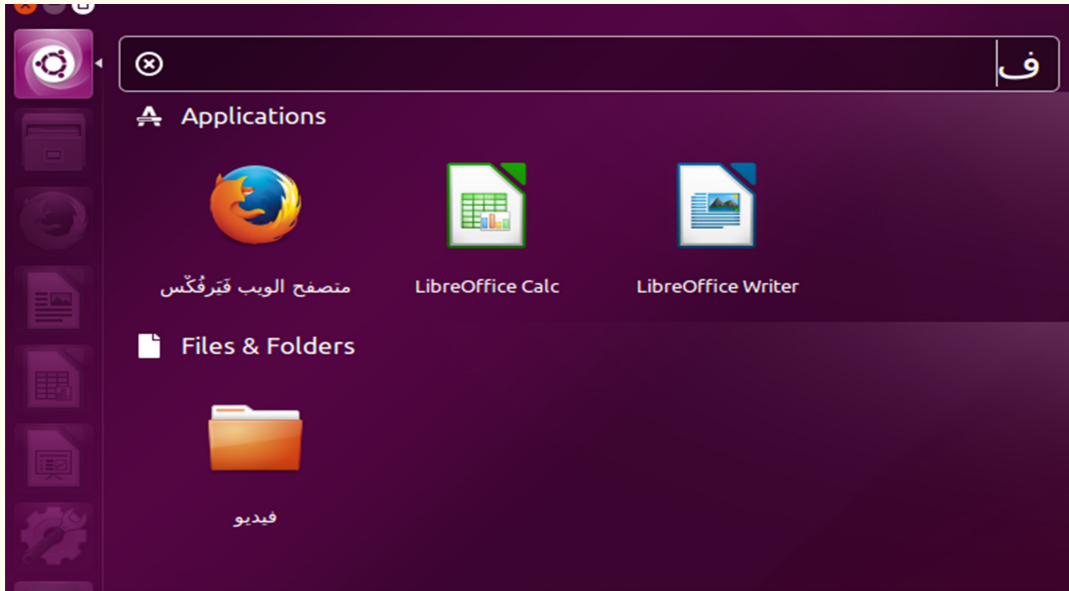 ف
Applications
متصفح الويب فَيَرفُكّس
LibreOffice Calc
LibreOffice Writer
Files & Folders
فيديو